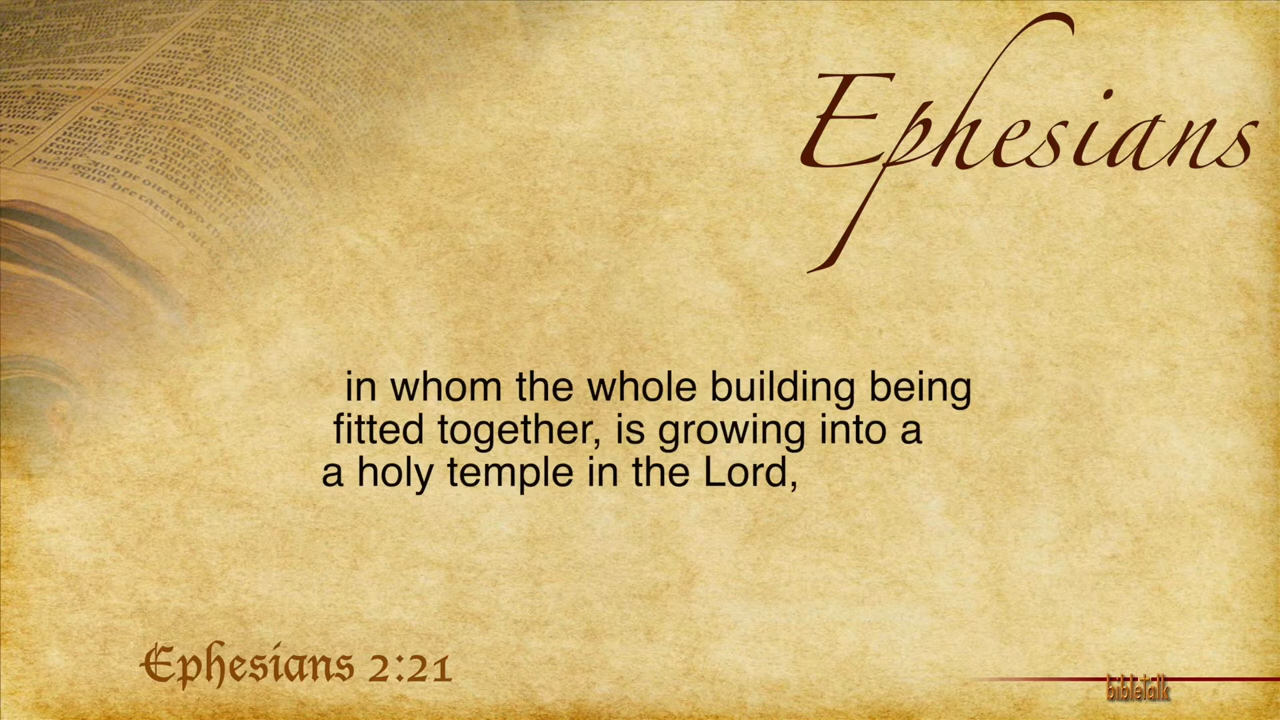 Ephesians
in whom the whole building being
fitted together, is growing into a
a holy temple in the Lord,
Ephesians 2:21
bibletalk